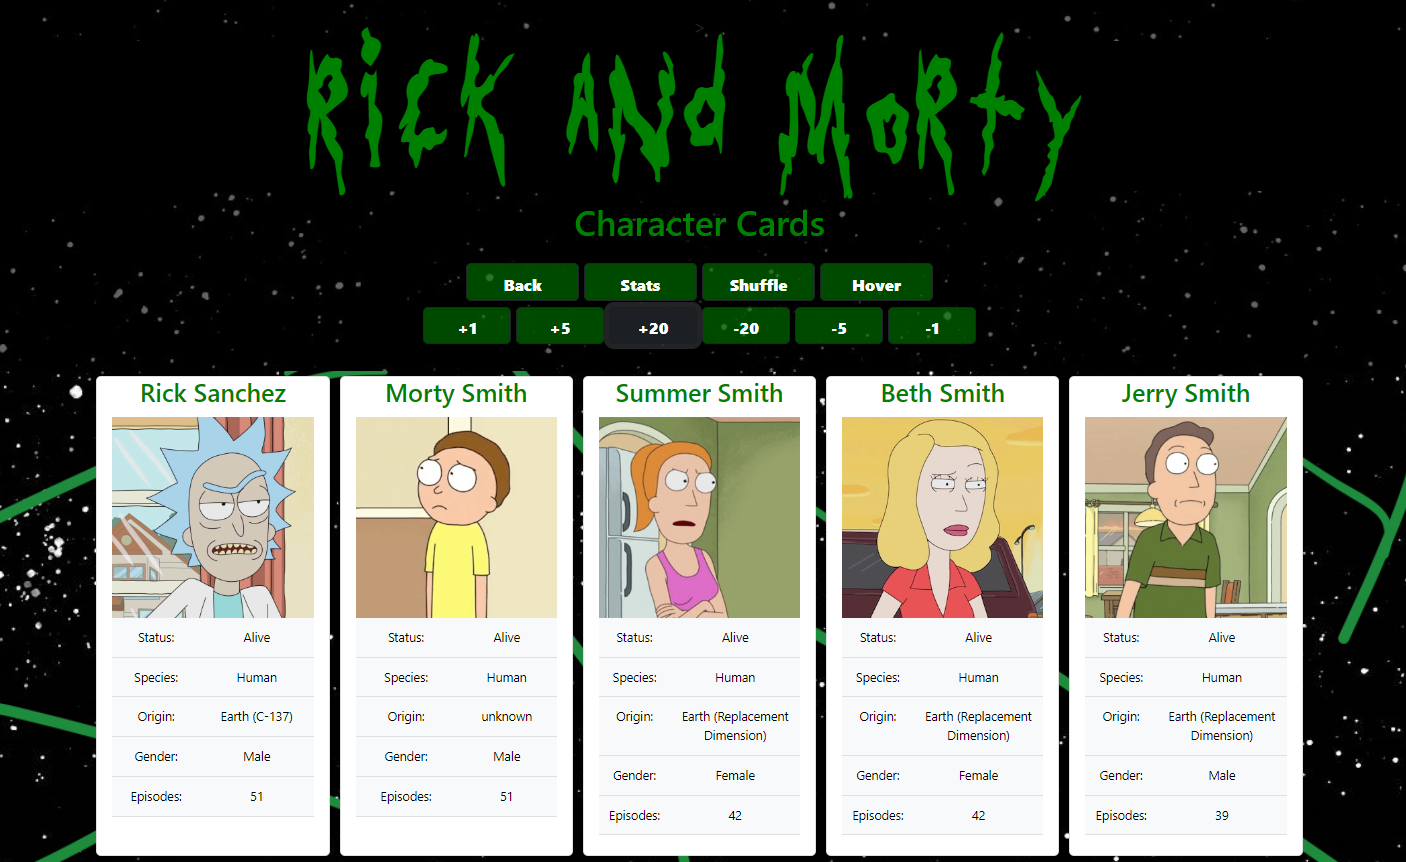 >
Rick And Morty
Character Cards
Back Stats Shuffle Hover
+1 +5 +20 -20 -5 -1
Rick Sanchez
Status: Alive
Species: Human
Origin: Earth (C-137)
Gender: Male
Episodes: 51
Morty Smith
Status: Alive
Species: Human
Origin: unknown
Gender: Male
Episodes: 51
Summer Smith
Status: Alive
Species: Human
Origin: Earth (Replacement
Dimension)
Gender: Female
Episodes: 42
Beth Smith
Status: Alive
Species: Human
Origin: Earth (Replacement
Dimension)
Gender: Female
Episodes: 42
Jerry Smith
Status: Alive
Species: Human
Origin: Earth (Replacement
Dimension)
Gender: Male
Episodes: 39